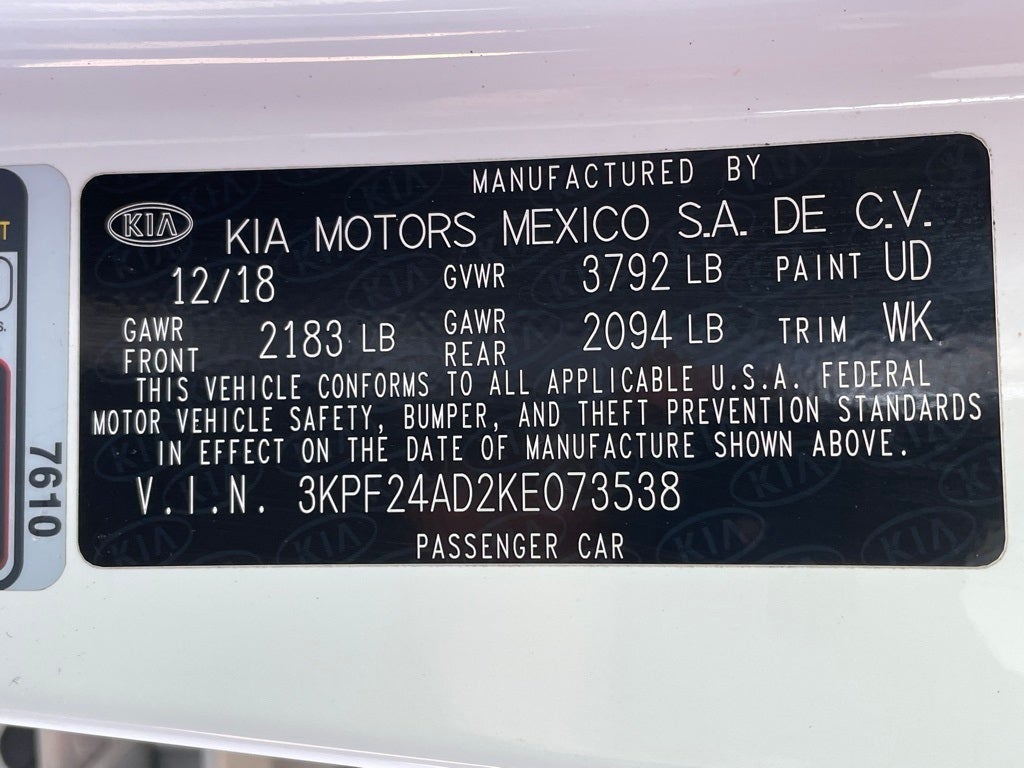 MANUFACTURED BY
KIA KIA MOTORS MEXICO S.A. DE C.V.
12/18 GVWR 3792 LB PAINT UD
GAWR FRONT 2183 LB GAWR REAR 2094 LB TRIM WK
THIS VEHICLE CONFORMS TO ALL APPLICABLE U.S.A. FEDERAL
MOTOR VEHICLE SAFETY, BUMPER, AND THEFT PREVENTION STANDARDS
IN EFFECT ON THE DATE OF MANUFACTURE SHOWN ABOVE.
V.I.N. 3KPF24AD2KE073538
PASSENGER CAR
7610